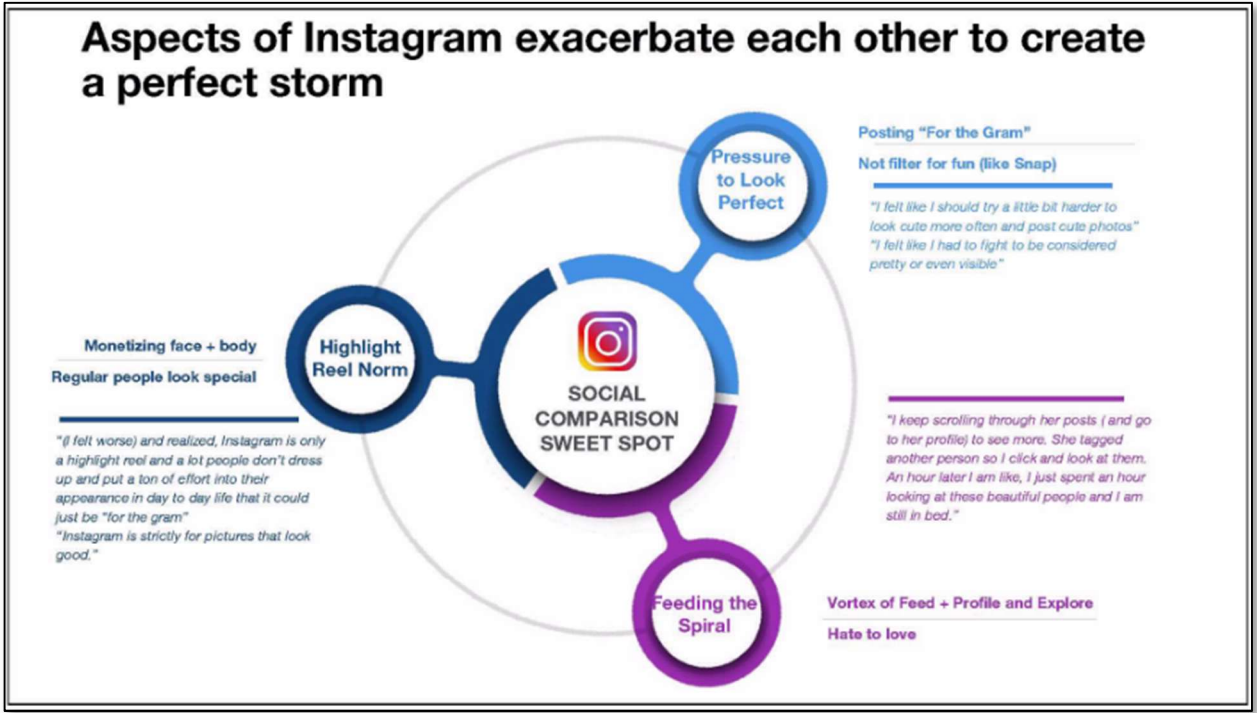 Aspects of Instagram exacerbate each other to create
a perfect storm
Pressure
to Look
Perfect
Posting “For the Gram”
Not filter for fun (like Snap)
“I felt like I should try a little bit harder to
look cute more often and post cute photos”
“I felt like I had to fight to be considered
pretty or even visible”
Highlight
Reel Norm
Monetizing face + body
Regular people look special
“(I felt worse) and realized, Instagram is only
a highlight reel and a lot people don’t dress
up and put a ton of effort into their
appearance in day to day life that it could
just be “for the gram”
“Instagram is strictly for pictures that look
good.”
SOCIAL
COMPARISON
SWEET SPOT
“I keep scrolling through her posts ( and go
to her profile) to see more. She tagged
another person so I click and look at them.
An hour later I am like, I just spent an hour
looking at these beautiful people and I am
still in bed.”
Feeding the
Spiral
Vortex of Feed + Profile and Explore
Hate to love